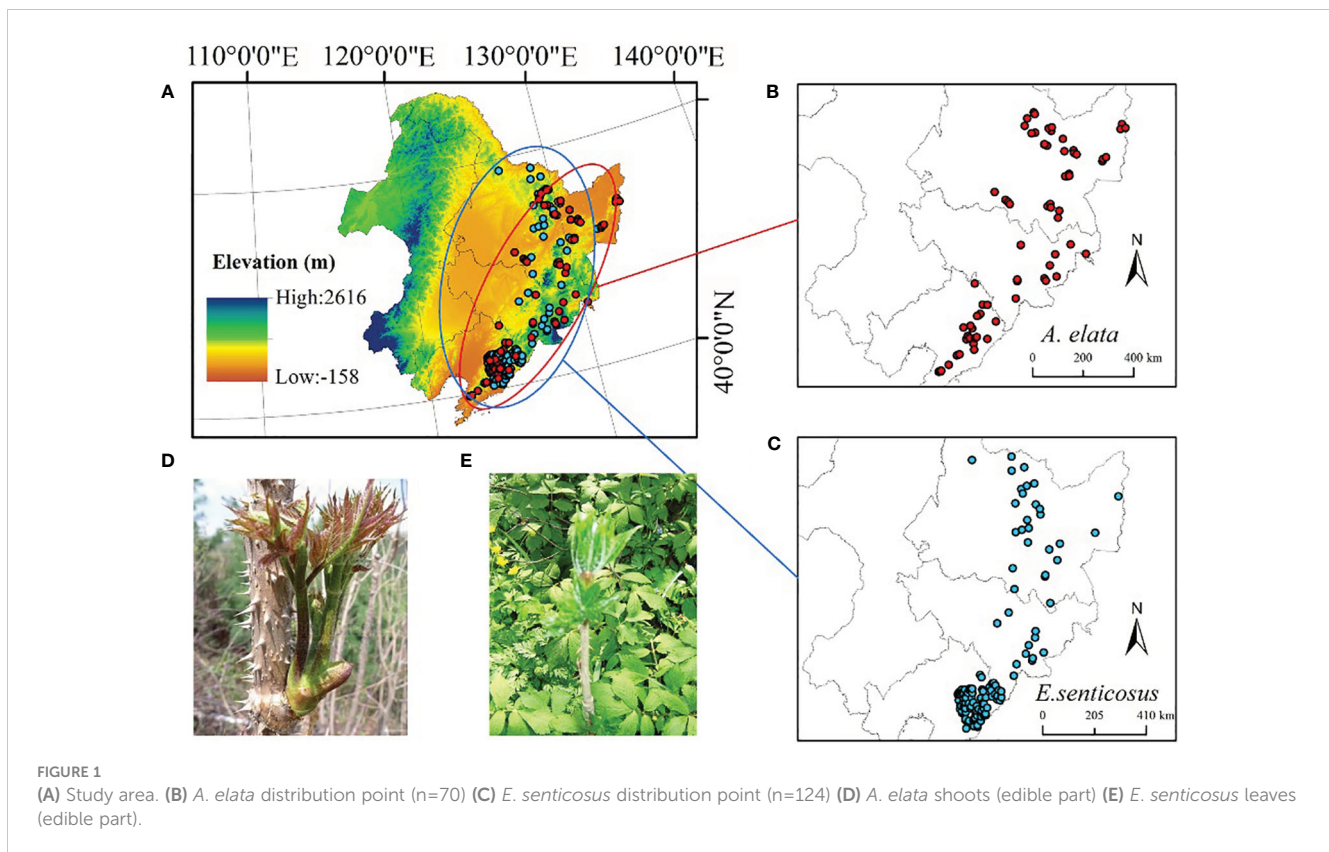 110°0'0"E 120°0'0"E 130°0'0"E 140°0'0"E
A
Elevation (m)
High:2616
Low:-158
40°0'0"N
B
N
A. elata
0 200 400 km
C
N
E.senticosus
0 205 410 km
D
E
FIGURE 1
(A) Study area. (B) A. elata distribution point (n=70) (C) E. senticosus distribution point (n=124) (D) A. elata shoots (edible part) (E) E. senticosus leaves
(edible part).